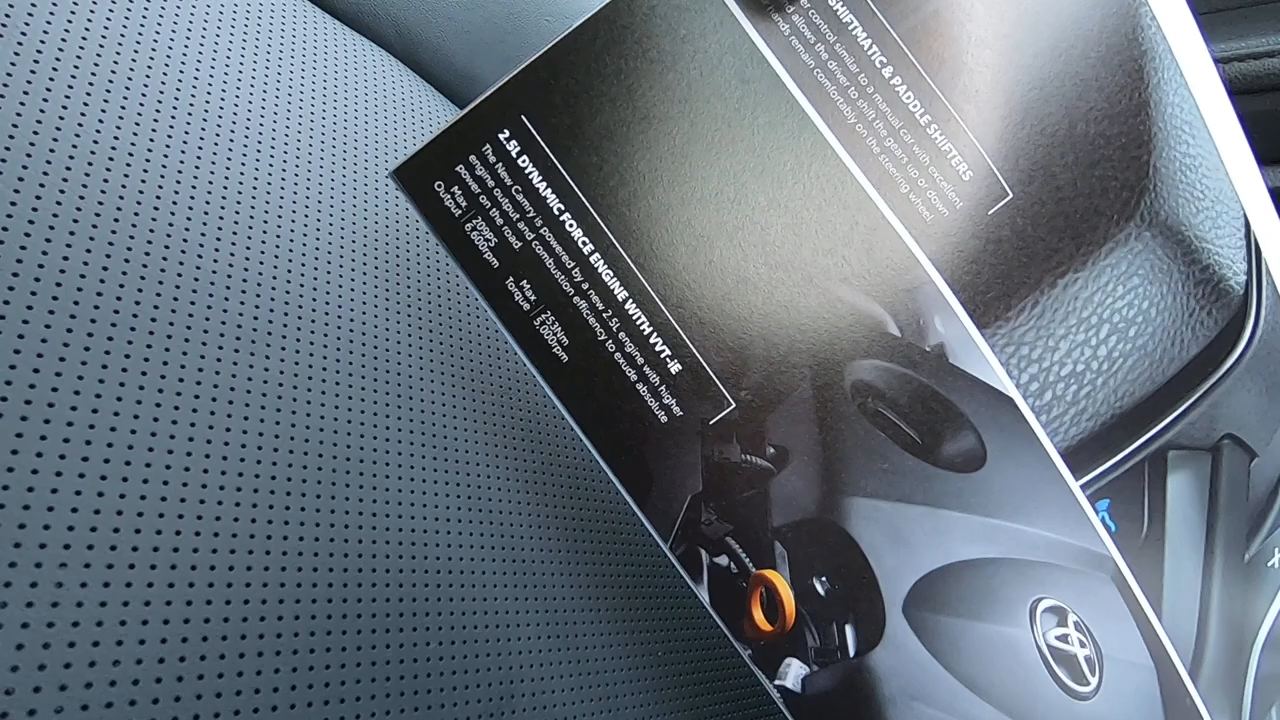 SHIFTMATIC & PADDLE SHIFTERS
control similar to a manual car with excellent
allows the driver to shift the gears up or down
hands remain comfortably on the steering wheel.
2.5L DYNAMIC FORCE ENGINE WITH VVT-iE
The New Camry is powered by a new 2.5L engine with higher
engine output and combustion efficiency to exude absolute
power on the road.
Max. | 209PS
Output | 6,600rpm
Max. | 253Nm
Torque | 5,000rpm